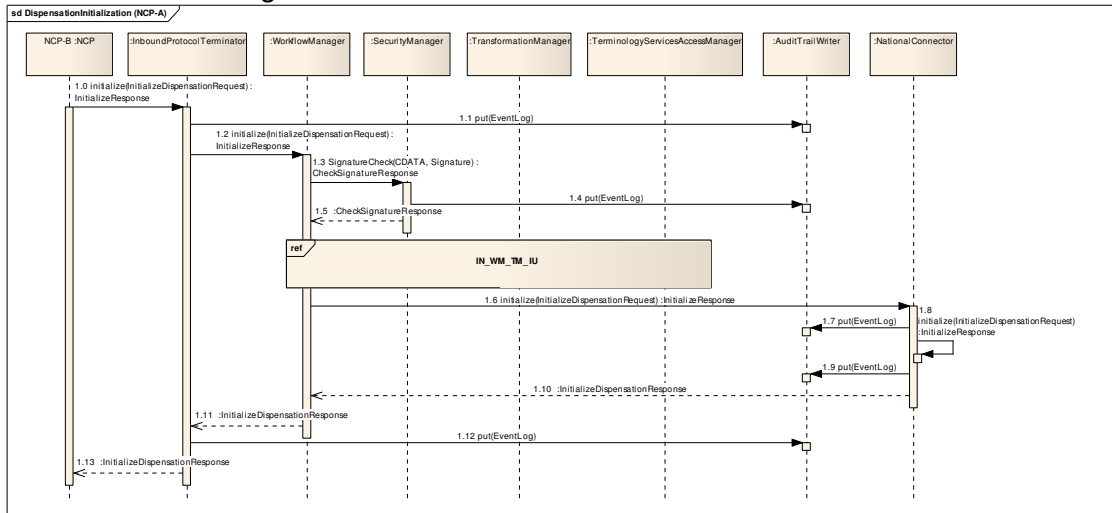 sd DispensationInitialization (NCP-A)
NCP-B :NCP
:InboundProtocolTerminator
:WorkflowManager
:SecurityManager
:TransformationManager
:TerminologyServicesAccessManager
:AuditTrailWriter
:NationalConnector
1.0 initialize(InitializeDispensationRequest) :
InitializeResponse
1.1 put(EventLog)
1.2 initialize(InitializeDispensationRequest) :
InitializeResponse
1.3 SignatureCheck(CDATA, Signature) :
CheckSignatureResponse
1.4 put(EventLog)
1.5 :CheckSignatureResponse
ref
IN_WM_TM_IU
1.6 initialize(InitializeDispensationRequest) :InitializeResponse
1.7 put(EventLog)
1.8
initialize(InitializeDispensationRequest)
:InitializeResponse
1.9 put(EventLog)
1.10 :InitializeDispensationResponse
1.11 :InitializeDispensationResponse
1.12 put(EventLog)
1.13 :InitializeDispensationResponse